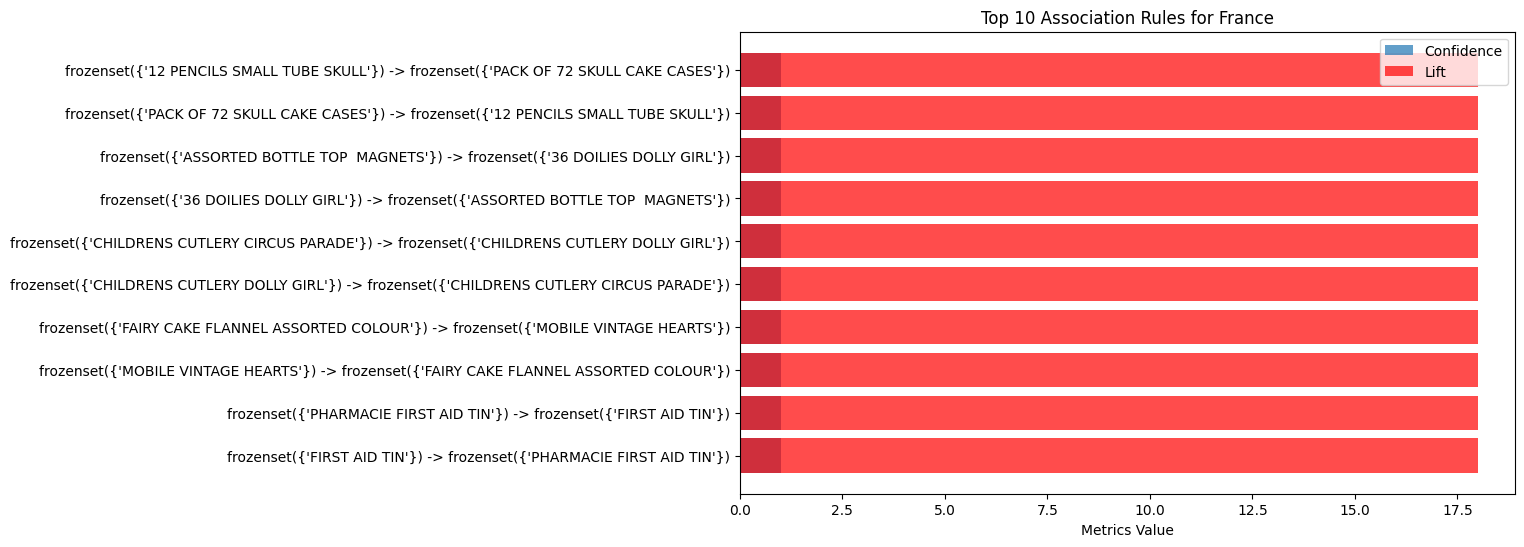 Top 10 Association Rules for France
Confidence
Lift
frozenset({'12 PENCILS SMALL TUBE SKULL'}) -> frozenset({'PACK OF 72 SKULL CAKE CASES'})
frozenset({'PACK OF 72 SKULL CAKE CASES'}) -> frozenset({'12 PENCILS SMALL TUBE SKULL'})
frozenset({'ASSORTED BOTTLE TOP  MAGNETS'}) -> frozenset({'36 DOILIES DOLLY GIRL'})
frozenset({'36 DOILIES DOLLY GIRL'}) -> frozenset({'ASSORTED BOTTLE TOP  MAGNETS'})
frozenset({'CHILDRENS CUTLERY CIRCUS PARADE'}) -> frozenset({'CHILDRENS CUTLERY DOLLY GIRL'})
frozenset({'CHILDRENS CUTLERY DOLLY GIRL'}) -> frozenset({'CHILDRENS CUTLERY CIRCUS PARADE'})
frozenset({'FAIRY CAKE FLANNEL ASSORTED COLOUR'}) -> frozenset({'MOBILE VINTAGE HEARTS'})
frozenset({'MOBILE VINTAGE HEARTS'}) -> frozenset({'FAIRY CAKE FLANNEL ASSORTED COLOUR'})
frozenset({'PHARMACIE FIRST AID TIN'}) -> frozenset({'FIRST AID TIN'})
frozenset({'FIRST AID TIN'}) -> frozenset({'PHARMACIE FIRST AID TIN'})
0.0 2.5 5.0 7.5 10.0 12.5 15.0 17.5
Metrics Value